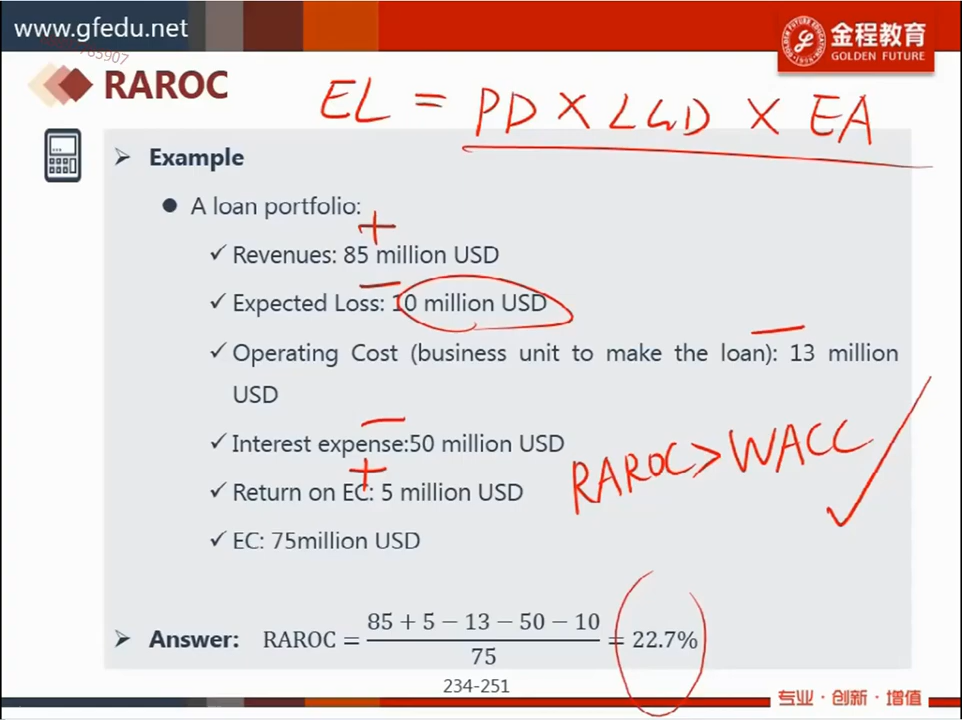 www.gfedu.net
765907
金程教育
GOLDEN FUTURE
RAROC
EL = PD × LGD × EA
Example
A loan portfolio:
+
Revenues: 85 million USD
Expected Loss: 10 million USD
Operating Cost (business unit to make the loan): 13 million
USD
Interest expense:50 million USD
+
RAROC > WACC
Return on EC: 5 million USD
EC: 75million USD
Answer: RAROC = (85 + 5 − 13 − 50 − 10) / 75 = 22.7%
234-251
专业 · 创新 · 增值